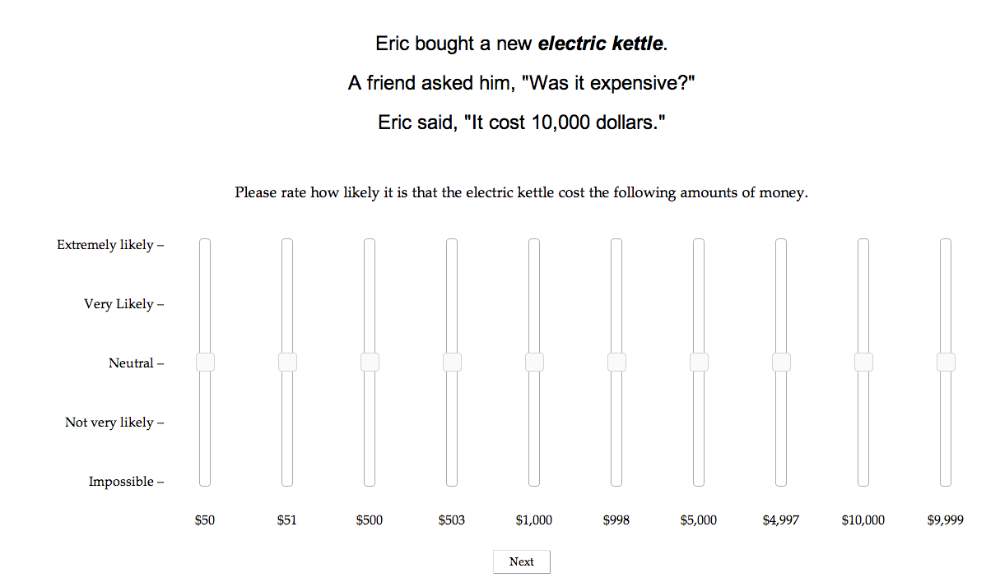 Eric bought a new electric kettle.
A friend asked him, "Was it expensive?"
Eric said, "It cost 10,000 dollars."
Please rate how likely it is that the electric kettle cost the following amounts of money.
Extremely likely –
Very Likely –
Neutral –
Not very likely –
Impossible –
$50 $51 $500 $503 $1,000 $998 $5,000 $4,997 $10,000 $9,999
Next